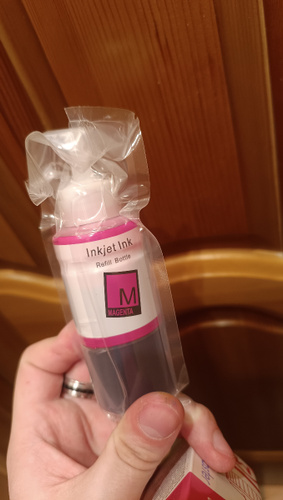 Inkjet Ink
Refill Bottle
M
MAGENTA